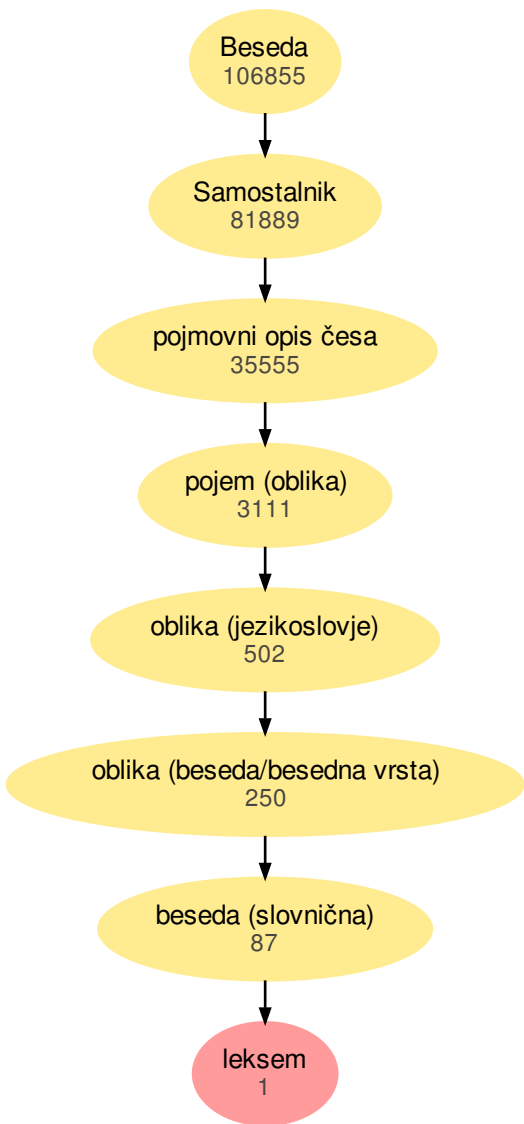 Beseda
106855
Samostalnik
81889
pojmovni opis česa
35555
pojem (oblika)
3111
oblika (jezikoslovje)
502
oblika (beseda/besedna vrsta)
250
beseda (slovnična)
87
leksem
1